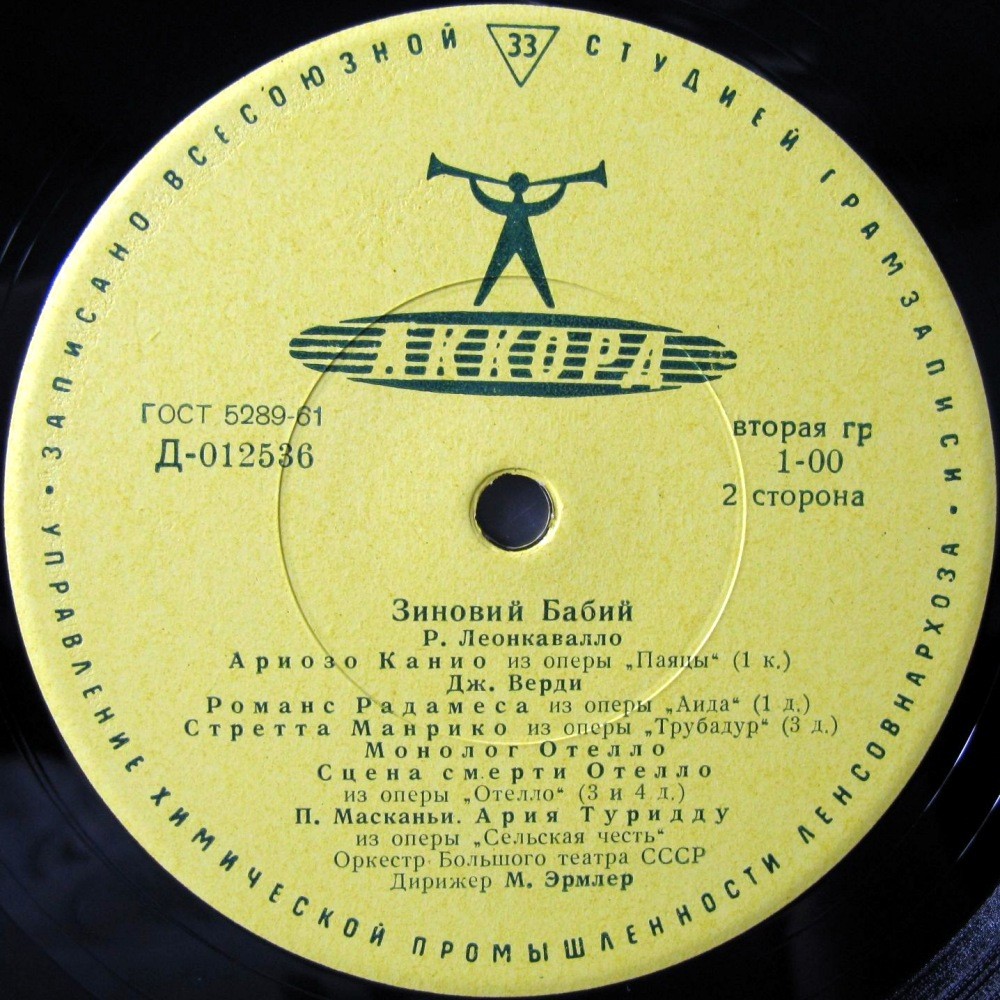 ЗАПИСАНО ВСЕСОЮЗНОЙ СТУДИЕЙ ГРАМЗАПИСИ • УПРАВЛЕНИЕ ХИМИЧЕСКОЙ ПРОМЫШЛЕННОСТИ ЛЕНСОВНАРХОЗА •
33
АККОРД
ГОСТ 5289-61
Д-012536
вторая гр
1-00
2 сторона
Зиновий Бабий
Р. Леонкавалло
Ариозо Канио из оперы „Паяцы“ (1 к.)
Дж. Верди
Романс Радамеса из оперы „Аида“ (1 д.)
Стретта Манрико из оперы „Трубадур“ (3 д.)
Монолог Отелло
Сцена смерти Отелло
из оперы „Отелло“ (3 и 4 д.)
П. Масканьи. Ария Туридду
из оперы „Сельская честь“
Оркестр Большого театра СССР
Дирижер М. Эрмлер